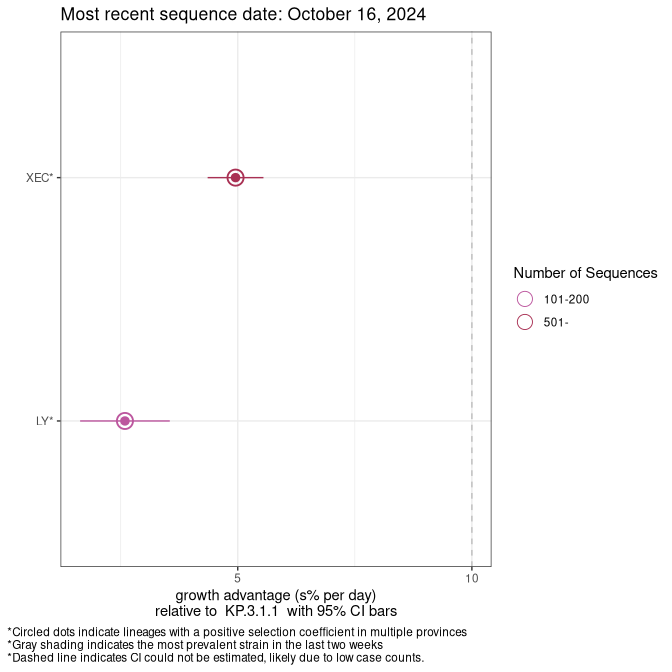 Most recent sequence date: October 16, 2024
XEC*
LY*
5
10
growth advantage (s% per day)
relative to  KP.3.1.1  with 95% CI bars
Number of Sequences
101-200
501-
*Circled dots indicate lineages with a positive selection coefficient in multiple provinces
*Gray shading indicates the most prevalent strain in the last two weeks
*Dashed line indicates CI could not be estimated, likely due to low case counts.